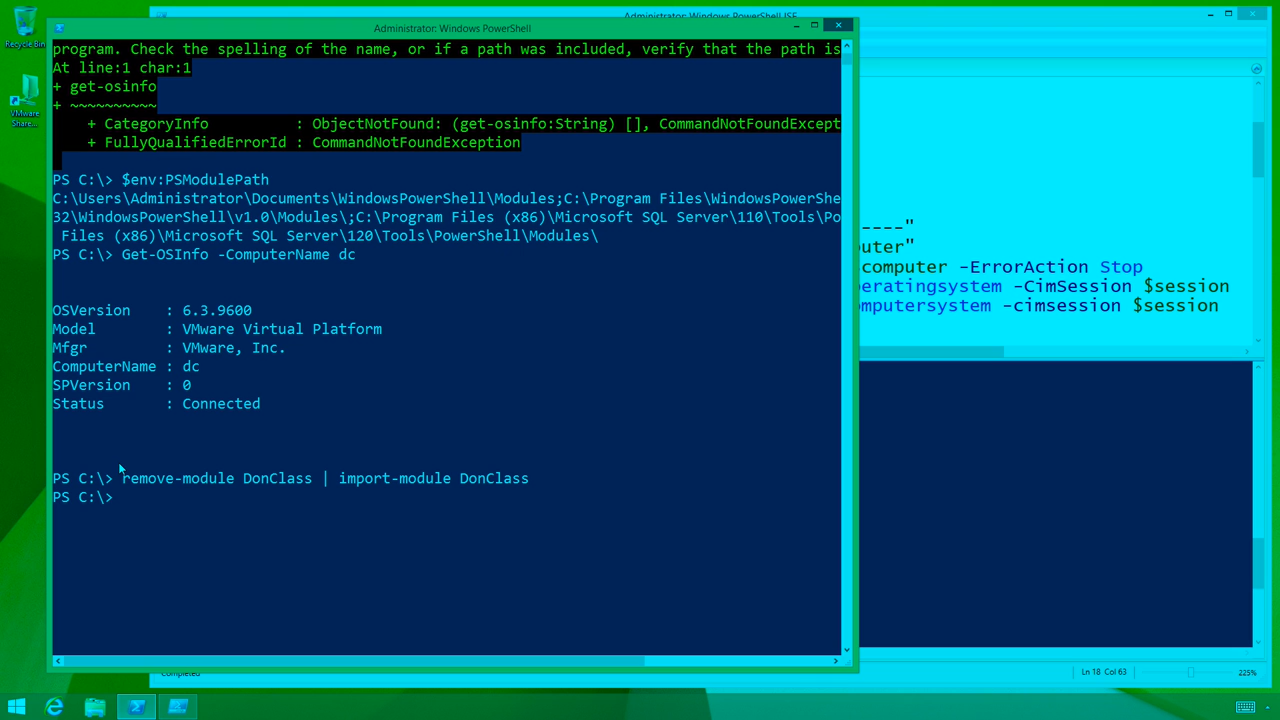 Recycle Bin
VMware
Share...
Administrator: Windows PowerShell ISE
Administrator: Windows PowerShell
program. Check the spelling of the name, or if a path was included, verify that the path is
At line:1 char:1
+ get-osinfo
+ ~~~~~~~~~~
+ CategoryInfo : ObjectNotFound: (get-osinfo:String) [], CommandNotFoundExcept
+ FullyQualifiedErrorId : CommandNotFoundException
PS C:\> $env:PSModulePath
C:\Users\Administrator\Documents\WindowsPowerShell\Modules;C:\Program Files\WindowsPowerShe
32\WindowsPowerShell\v1.0\Modules\;C:\Program Files (x86)\Microsoft SQL Server\110\Tools\Po
Files (x86)\Microsoft SQL Server\120\Tools\PowerShell\Modules\
PS C:\> Get-OSInfo -ComputerName dc
OSVersion : 6.3.9600
Model : VMware Virtual Platform
Mfgr : VMware, Inc.
ComputerName : dc
SPVersion : 0
Status : Connected
PS C:\> remove-module DonClass | import-module DonClass
PS C:\>
----"
uter"
computer -ErrorAction Stop
eratingsystem -CimSession $session
mputersystem -cimsession $session
Completed
Ln 18 Col 63
225%